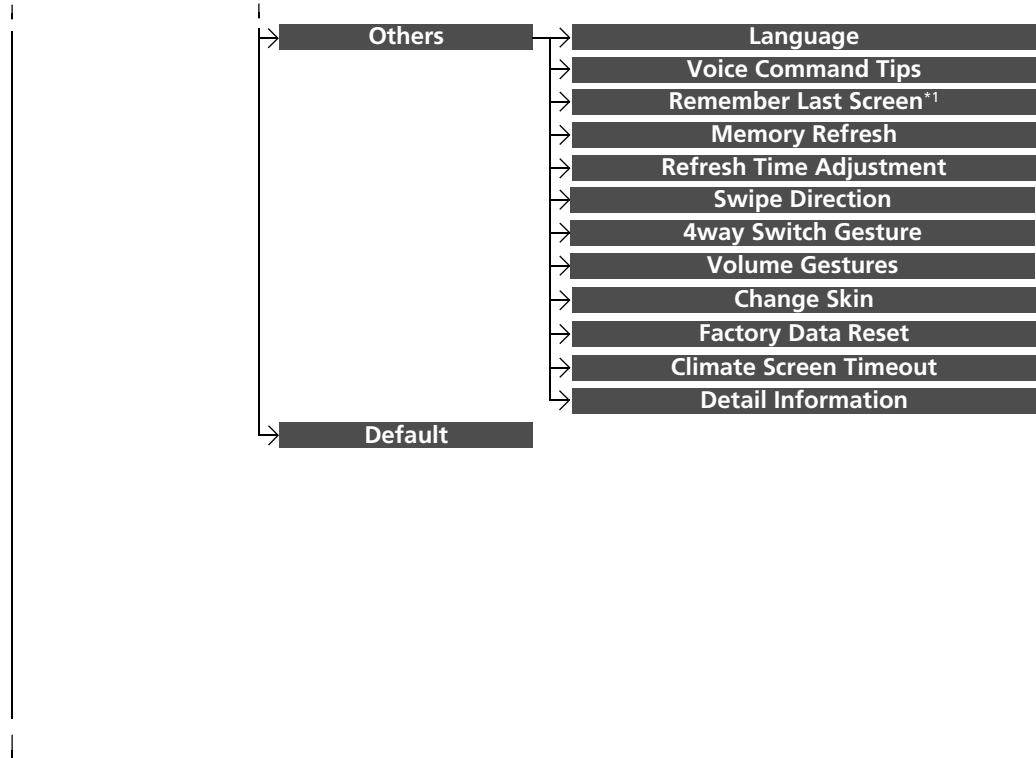 Others
Language
Voice Command Tips
Remember Last Screen*1
Memory Refresh
Refresh Time Adjustment
Swipe Direction
4way Switch Gesture
Volume Gestures
Change Skin
Factory Data Reset
Climate Screen Timeout
Detail Information
Default